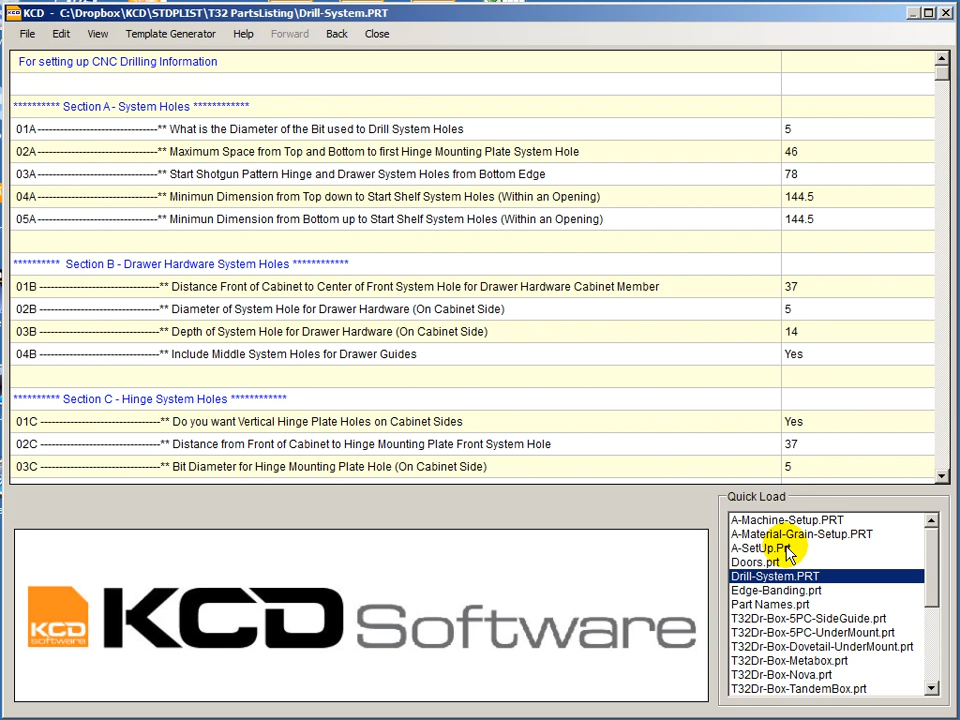 KCD - C:\Dropbox\KCD\STDPLIST\T32 PartsListing\Drill-System.PRT
File Edit View Template Generator Help Forward Back Close
For setting up CNC Drilling Information
********** Section A - System Holes ************
01A------------------------------** What is the Diameter of the Bit used to Drill System Holes 5
02A------------------------------** Maximum Space from Top and Bottom to first Hinge Mounting Plate System Hole 46
03A------------------------------** Start Shotgun Pattern Hinge and Drawer System Holes from Bottom Edge 78
04A------------------------------** Minimun Dimension from Top down to Start Shelf System Holes (Within an Opening) 144.5
05A------------------------------** Minimun Dimension from Bottom up to Start Shelf System Holes (Within an Opening) 144.5
********** Section B - Drawer Hardware System Holes ************
01B ------------------------------** Distance Front of Cabinet to Center of Front System Hole for Drawer Hardware Cabinet Member 37
02B ------------------------------** Diameter of System Hole for Drawer Hardware (On Cabinet Side) 5
03B ------------------------------** Depth of System Hole for Drawer Hardware (On Cabinet Side) 14
04B ------------------------------** Include Middle System Holes for Drawer Guides Yes
********** Section C - Hinge System Holes ************
01C ------------------------------** Do you want Vertical Hinge Plate Holes on Cabinet Sides Yes
02C ------------------------------** Distance from Front of Cabinet to Hinge Mounting Plate Front System Hole 37
03C ------------------------------** Bit Diameter for Hinge Mounting Plate Hole (On Cabinet Side) 5
Quick Load
A-Machine-Setup.PRT
A-Material-Grain-Setup.PRT
A-SetUp.Prt
Doors.prt
Drill-System.PRT
Edge-Banding.prt
Part Names.prt
T32Dr-Box-5PC-SideGuide.prt
T32Dr-Box-5PC-UnderMount.prt
T32Dr-Box-Dovetail-UnderMount.prt
T32Dr-Box-Metabox.prt
T32Dr-Box-Nova.prt
T32Dr-Box-TandemBox.prt
KCD
software
KCD Software